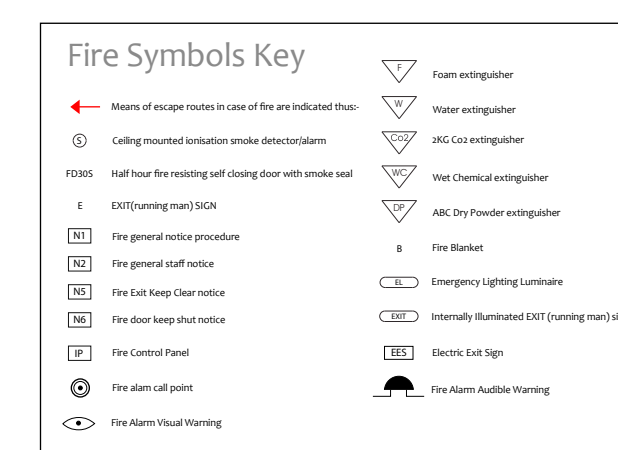 Fire Symbols Key
Means of escape routes in case of fire are indicated thus:-
S Ceiling mounted ionisation smoke detector/alarm
FD30S Half hour fire resisting self closing door with smoke seal
E EXIT(running man) SIGN
N1 Fire general notice procedure
N2 Fire general staff notice
N5 Fire Exit Keep Clear notice
N6 Fire door keep shut notice
IP Fire Control Panel
Fire alam call point
Fire Alarm Visual Warning
F Foam extinguisher
W Water extinguisher
Co2 2KG Co2 extinguisher
WC Wet Chemical extinguisher
DP ABC Dry Powder extinguisher
B Fire Blanket
EL Emergency Lighting Luminaire
EXIT Internally Illuminated EXIT (running man) si
EES Electric Exit Sign
Fire Alarm Audible Warning